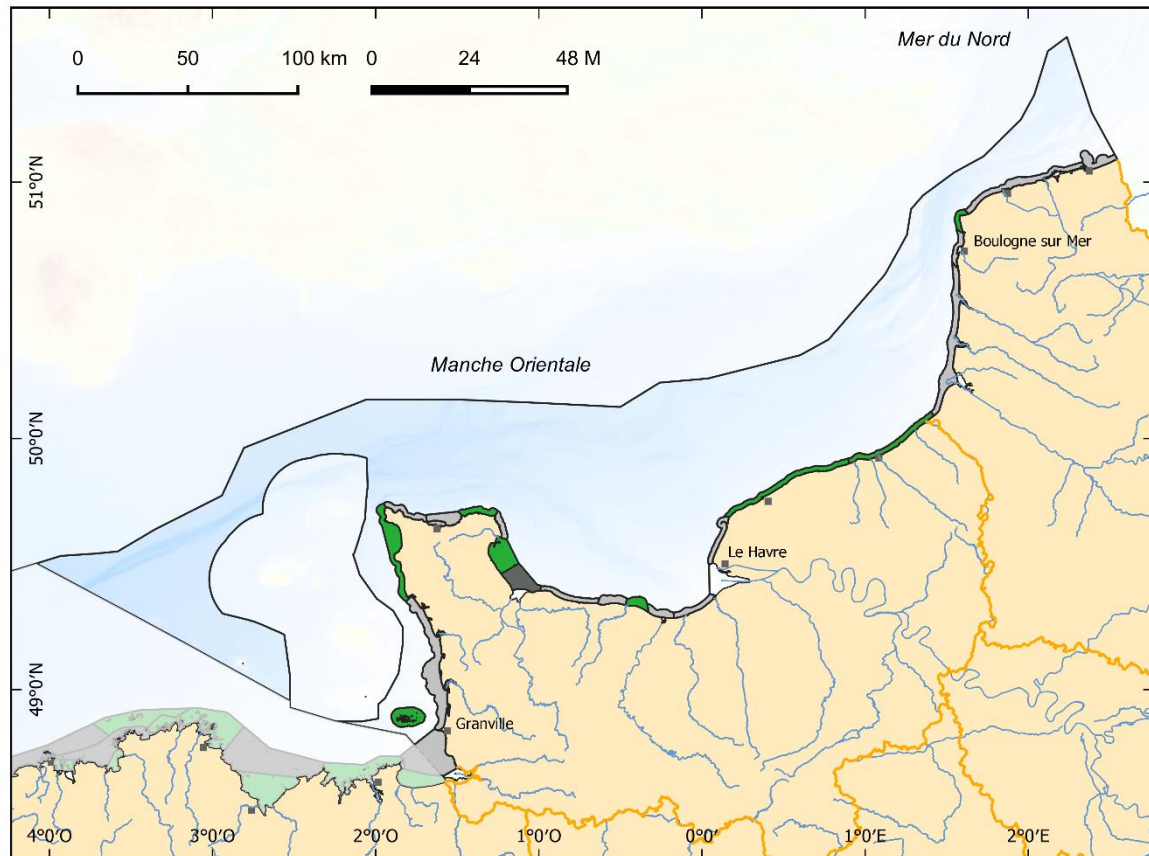 Mer du Nord
0 50 100 km 0 24 48 M
51°0'N
Boulogne sur Mer
Manche Orientale
50°0'N
Le Havre
49°0'N
Granville
4°0'O 3°0'O 2°0'O 1°0'O 0°0' 1°0'E 2°0'E